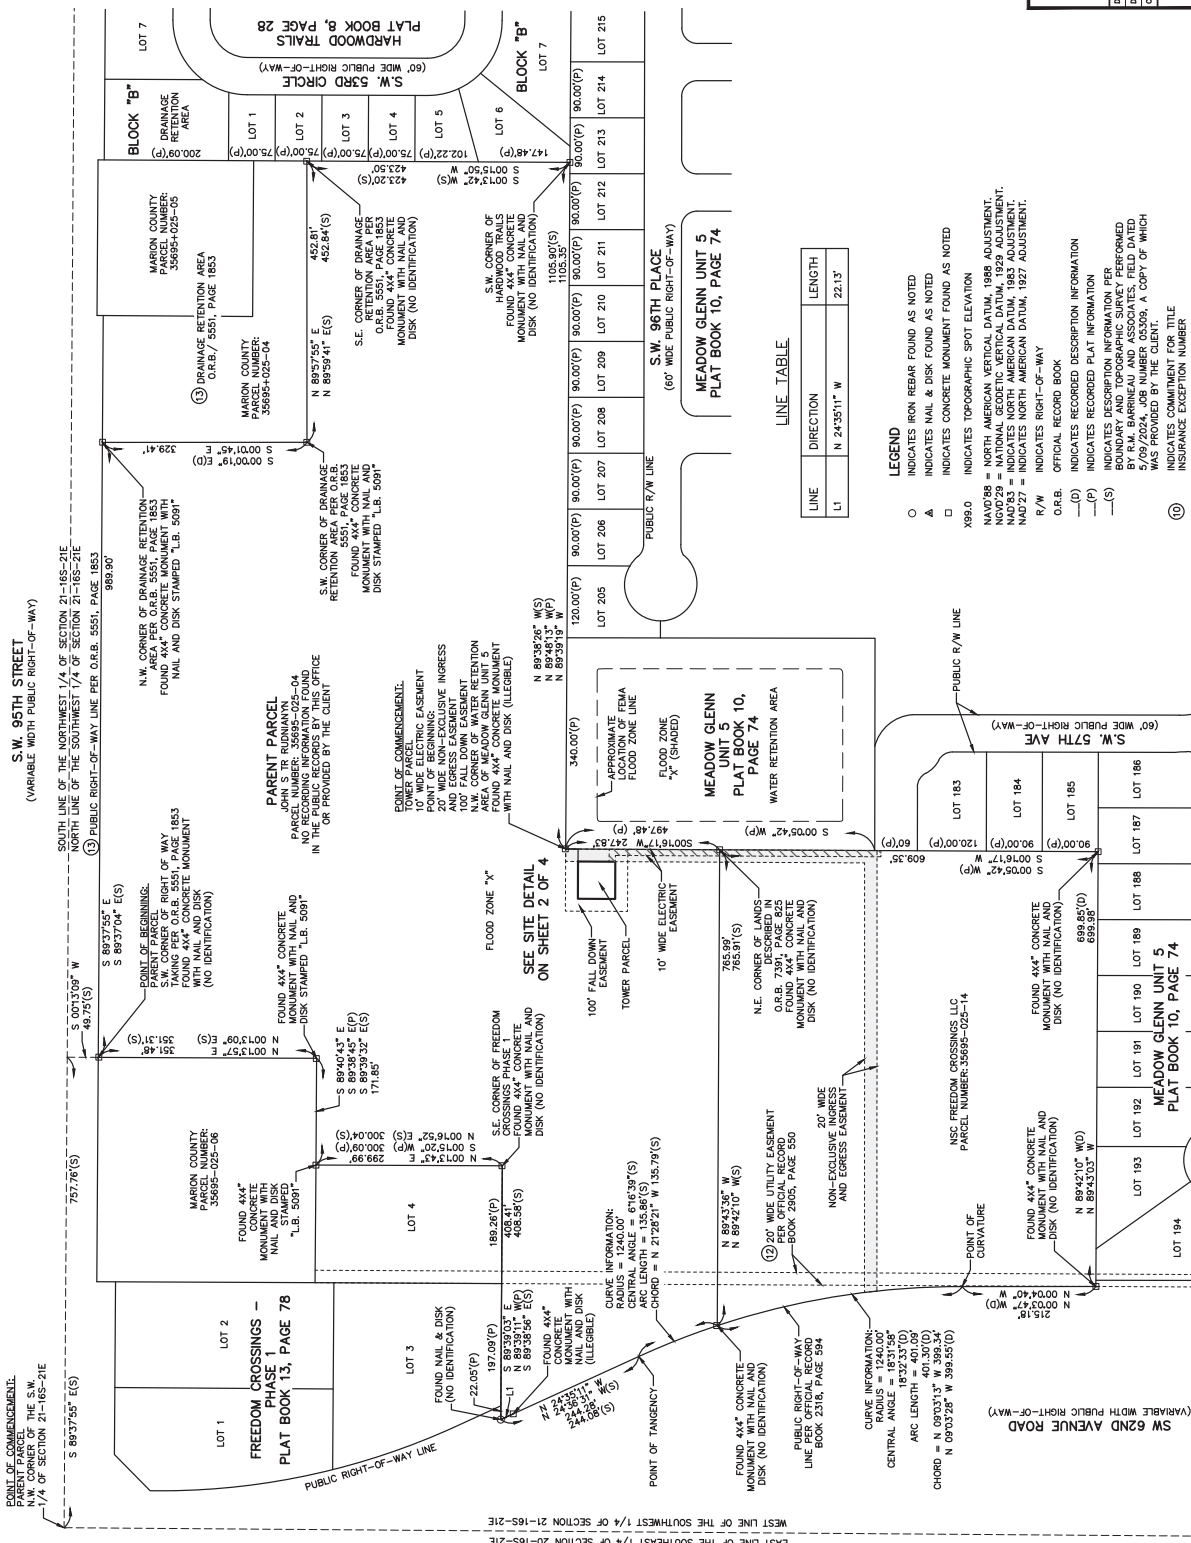 S.W. 95TH STREET
(VARIABLE WIDTH PUBLIC RIGHT-OF-WAY)
POINT OF COMMENCEMENT:
PARENT PARCEL
N.W. CORNER OF THE S.W.
1/4 OF SECTION 21-16S-21E
S 89°37'55" E(S)
757.76'(S)
S 00°13'09" W
49.75'(S)
SOUTH LINE OF THE NORTHWEST 1/4 OF SECTION 21-16S-21E
NORTH LINE OF THE SOUTHWEST 1/4 OF SECTION 21-16S-21E
13 PUBLIC RIGHT-OF-WAY LINE PER O.R.B. 5551, PAGE 1853
S 89°37'55" E
S 89°37'04" E(S)
989.90'
POINT OF BEGINNING:
PARENT PARCEL
S.W. CORNER OF RIGHT OF WAY
TAKING PER O.R.B. 5551, PAGE 1853
FOUND 4X4" CONCRETE MONUMENT
WITH NAIL AND DISK
(NO IDENTIFICATION)
N.W. CORNER OF DRAINAGE RETENTION
AREA PER O.R.B. 5551, PAGE 1853
FOUND 4X4" CONCRETE MONUMENT WITH
NAIL AND DISK STAMPED "L.B. 5091"
MARION COUNTY
PARCEL NUMBER:
35695+025-05
13 DRAINAGE RETENTION AREA
O.R.B./ 5551, PAGE 1853
MARION COUNTY
PARCEL NUMBER:
35695+025-04
S 00°00'19" E(D)
S 00°01'45" E
329.41'
N 89°57'55" E
N 89°59'41" E(S)
452.81'
452.84'(S)
S.W. CORNER OF DRAINAGE
RETENTION AREA PER O.R.B.
5551, PAGE 1853
FOUND 4X4" CONCRETE
MONUMENT WITH NAIL AND
DISK STAMPED "L.B. 5091"
S.E. CORNER OF DRAINAGE
RETENTION AREA PER
O.R.B. 5551, PAGE 1853
FOUND 4X4" CONCRETE
MONUMENT WITH NAIL AND
DISK (NO IDENTIFICATION)
S 00°13'42" W(S)
423.20'(S)
S 00°15'50" W
423.50'
S.W. CORNER OF
HARDWOOD TRAILS
FOUND 4X4" CONCRETE
MONUMENT WITH NAIL AND
DISK (NO IDENTIFICATION)
1105.90'(S)
1105.35'
BLOCK "B"
LOT 7
DRAINAGE
RETENTION
AREA
200.09'(P)
LOT 1
75.00'(P)
LOT 2
75.00'(P)
LOT 3
75.00'(P)
LOT 4
75.00'(P)
LOT 5
102.22'(P)
LOT 6
147.48'(P)
BLOCK "B"
LOT 7
S.W. 53RD CIRCLE
(60' WIDE PUBLIC RIGHT-OF-WAY)
HARDWOOD TRAILS
PLAT BOOK 8, PAGE 28
MARION COUNTY
PARCEL NUMBER:
35695-025-06
N 00°13'57" E
351.48'
N 00°13'09" E(S)
351.31'(S)
FOUND 4X4" CONCRETE
MONUMENT WITH NAIL AND
DISK STAMPED "L.B. 5091"
S 89°40'43" E
S 89°38'45" E(P)
S 89°39'32" E(S)
171.85'
FOUND 4X4"
CONCRETE
MONUMENT WITH
NAIL AND DISK
STAMPED
"L.B. 5091"
N 00°13'43" E 299.99'
S 00°15'20" W(P) 300.09'(P)
N 00°16'52" E(S) 300.04'(S)
PARENT PARCEL
JOHN S TR RUDNIANYN
PARCEL NUMBER: 35695-025-04
NO RECORDING INFORMATION FOUND
IN THE PUBLIC RECORDS BY THIS OFFICE
OR PROVIDED BY THE CLIENT
FLOOD ZONE "X"
SEE SITE DETAIL
ON SHEET 2 OF 4
POINT OF COMMENCEMENT:
TOWER PARCEL
10' WIDE ELECTRIC EASEMENT
POINT OF BEGINNING:
20' WIDE NON-EXCLUSIVE INGRESS
AND EGRESS EASEMENT
100' FALL DOWN EASEMENT
N.W. CORNER OF WATER RETENTION
AREA OF MEADOW GLENN UNIT 5
FOUND 4X4" CONCRETE MONUMENT
WITH NAIL AND DISK (ILLEGIBLE)
N 89°38'26" W(S)
N 89°48'13" W(P)
N 89°39'19" W
LOT 1
LOT 2
LOT 3
LOT 4
FREEDOM CROSSINGS -
PHASE 1
PLAT BOOK 13, PAGE 78
PUBLIC RIGHT-OF-WAY LINE
FOUND NAIL & DISK
(NO IDENTIFICATION)
22.05'(P)
L1
197.09'(P)
189.26'(P)
S 89°39'03" E
N 89°39'11" W(P)
S 89°38'56" E(S)
408.41'
408.58'(S)
S.E. CORNER OF FREEDOM
CROSSINGS PHASE 1
FOUND 4X4" CONCRETE
MONUMENT WITH NAIL AND
DISK (NO IDENTIFICATION)
FOUND 4X4"
CONCRETE
MONUMENT WITH
NAIL AND DISK
(ILLEGIBLE)
N 24°35'11" W
N 24°36'31" W(S)
244.28'
244.08'(S)
POINT OF TANGENCY
CURVE INFORMATION:
RADIUS = 1240.00'
CENTRAL ANGLE = 6°16'39"(S)
ARC LENGTH = 135.86'(S)
CHORD = N 21°28'21" W 135.79'(S)
100' FALL DOWN
EASEMENT
TOWER PARCEL
10' WIDE ELECTRIC
EASEMENT
S00°16'17"W 247.83'
497.48' (P)
S 00°05'42" W(P)
340.00'(P)
APPROXIMATE
LOCATION OF FEMA
FLOOD ZONE LINE
FLOOD ZONE
"X" (SHADED)
MEADOW GLENN
UNIT 5
PLAT BOOK 10,
PAGE 74
WATER RETENTION AREA
120.00'(P)
LOT 205
90.00'(P)
LOT 206
90.00'(P)
LOT 207
90.00'(P)
LOT 208
90.00'(P)
LOT 209
90.00'(P)
LOT 210
90.00'(P)
LOT 211
90.00'(P)
LOT 212
90.00'(P)
LOT 213
90.00'(P)
LOT 214
LOT 215
PUBLIC R/W LINE
S.W. 96TH PLACE
(60' WIDE PUBLIC RIGHT-OF-WAY)
MEADOW GLENN UNIT 5
PLAT BOOK 10, PAGE 74
N 89°43'36" W
N 89°42'10" W(S)
765.99'
765.91'(S)
N.E. CORNER OF LANDS
DESCRIBED IN
O.R.B. 7391, PAGE 825
FOUND 4X4" CONCRETE
MONUMENT WITH NAIL AND
DISK (NO IDENTIFICATION)
FOUND 4X4" CONCRETE
MONUMENT WITH NAIL AND
DISK (NO IDENTIFICATION)
PUBLIC RIGHT-OF-WAY
LINE PER OFFICIAL RECORD
BOOK 2318, PAGE 594
12 20' WIDE UTILITY EASEMENT
PER OFFICIAL RECORD
BOOK 2905, PAGE 550
20' WIDE
NON-EXCLUSIVE INGRESS
AND EGRESS EASEMENT
CURVE INFORMATION:
RADIUS = 1240.00'
CENTRAL ANGLE = 18°31'58"
18°32'33"(D)
ARC LENGTH = 401.09'
401.30'(D)
CHORD = N 09°03'13" W 399.34'
N 09°03'28" W 399.55'(D)
POINT OF
CURVATURE
NSC FREEDOM CROSSINGS LLC
PARCEL NUMBER: 35695-025-14
609.35'
S 00°16'17" W
S 00°05'42" W(P)
(60')(P)
120.00'(P)
90.00'(P)
90.00'(P)
LOT 183
LOT 184
LOT 185
S.W. 57TH AVE
(60' WIDE PUBLIC RIGHT-OF-WAY)
PUBLIC R/W LINE
FOUND 4X4" CONCRETE
MONUMENT WITH NAIL AND
DISK (NO IDENTIFICATION)
699.85'(D)
699.98'
FOUND 4X4" CONCRETE
MONUMENT WITH NAIL AND
DISK (NO IDENTIFICATION)
N 89°42'10" W(D)
N 89°43'03" W
N 00°03'47" W(D)
N 00°04'40" W
215.18'
LOT 194
LOT 193
LOT 192
LOT 191
LOT 190
LOT 189
LOT 188
LOT 187
LOT 186
MEADOW GLENN UNIT 5
PLAT BOOK 10, PAGE 74
SW 62ND AVENUE ROAD
(VARIABLE WIDTH PUBLIC RIGHT-OF-WAY)
WEST LINE OF THE SOUTHWEST 1/4 OF SECTION 21-16S-21E
EAST LINE OF THE SOUTHEAST 1/4 OF SECTION 20-16S-21E
LINE TABLE
LINE DIRECTION LENGTH
L1 N 24°35'11" W 22.13'
LEGEND
INDICATES IRON REBAR FOUND AS NOTED
INDICATES NAIL & DISK FOUND AS NOTED
INDICATES CONCRETE MONUMENT FOUND AS NOTED
X99.0 INDICATES TOPOGRAPHIC SPOT ELEVATION
NAVD'88 = NORTH AMERICAN VERTICAL DATUM, 1988 ADJUSTMENT.
NGVD'29 = NATIONAL GEODETIC VERTICAL DATUM, 1929 ADJUSTMENT.
NAD'83 = INDICATES NORTH AMERICAN DATUM, 1983 ADJUSTMENT.
NAD'27 = INDICATES NORTH AMERICAN DATUM, 1927 ADJUSTMENT.
R/W INDICATES RIGHT-OF-WAY
O.R.B. OFFICIAL RECORD BOOK
__(D) INDICATES RECORDED DESCRIPTION INFORMATION
__(P) INDICATES RECORDED PLAT INFORMATION
__(S) INDICATES DESCRIPTION INFORMATION PER
BOUNDARY AND TOPOGRAPHIC SURVEY PERFORMED
BY R.M. BARRINEAU AND ASSOCIATES, FIELD DATED
5/09/2024, JOB NUMBER 05309, A COPY OF WHICH
WAS PROVIDED BY THE CLIENT.
10 INDICATES COMMITMENT FOR TITLE
INSURANCE EXCEPTION NUMBER